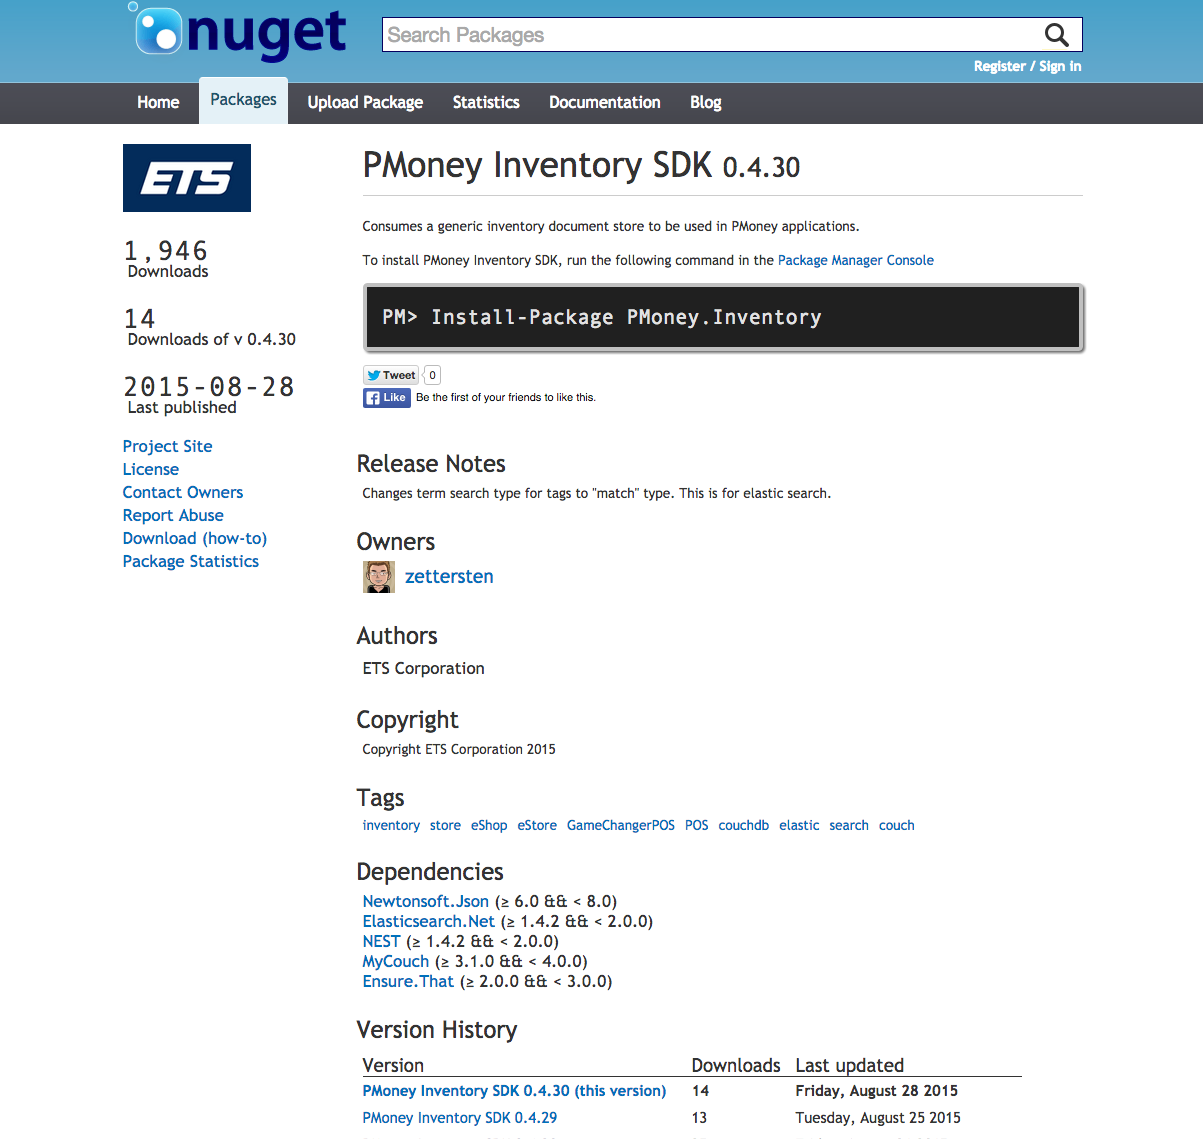 nuget
Search Packages
Register / Sign in
Home Packages Upload Package Statistics Documentation Blog
ETS
1,946
Downloads
14
Downloads of v 0.4.30
2015-08-28
Last published
Project Site
License
Contact Owners
Report Abuse
Download (how-to)
Package Statistics
PMoney Inventory SDK 0.4.30
Consumes a generic inventory document store to be used in PMoney applications.
To install PMoney Inventory SDK, run the following command in the Package Manager Console
PM> Install-Package PMoney.Inventory
Tweet 0
Like Be the first of your friends to like this.
Release Notes
Changes term search type for tags to "match" type. This is for elastic search.
Owners
zettersten
Authors
ETS Corporation
Copyright
Copyright ETS Corporation 2015
Tags
inventory store eShop eStore GameChangerPOS POS couchdb elastic search couch
Dependencies
Newtonsoft.Json (≥ 6.0 && < 8.0)
Elasticsearch.Net (≥ 1.4.2 && < 2.0.0)
NEST (≥ 1.4.2 && < 2.0.0)
MyCouch (≥ 3.1.0 && < 4.0.0)
Ensure.That (≥ 2.0.0 && < 3.0.0)
Version History
Version Downloads Last updated
PMoney Inventory SDK 0.4.30 (this version) 14 Friday, August 28 2015
PMoney Inventory SDK 0.4.29 13 Tuesday, August 25 2015